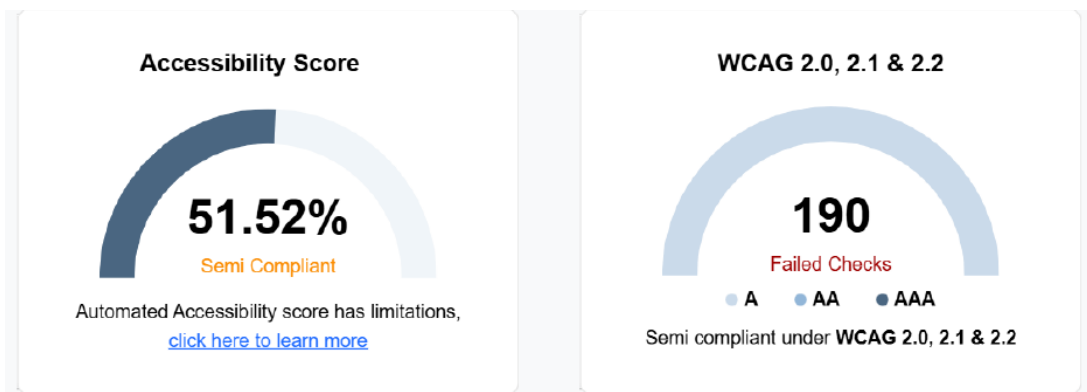 Accessibility Score
51.52%
Semi Compliant
Automated Accessibility score has limitations,
click here to learn more
WCAG 2.0, 2.1 & 2.2
190
Failed Checks
A AA AAA
Semi compliant under WCAG 2.0, 2.1 & 2.2